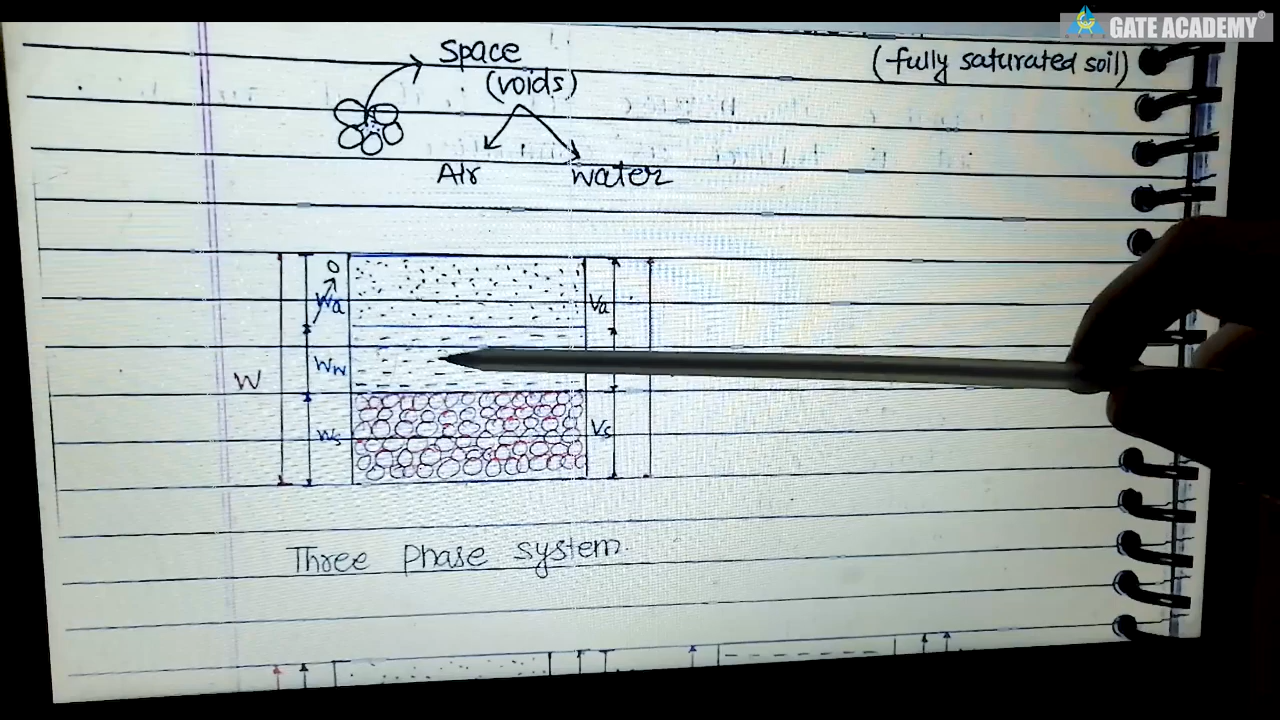 GATE ACADEMY®
Space
(voids)
(fully saturated soil)
Air
water
0
Wa
Va
Ww
W
Ws
Vs
Three Phase system.